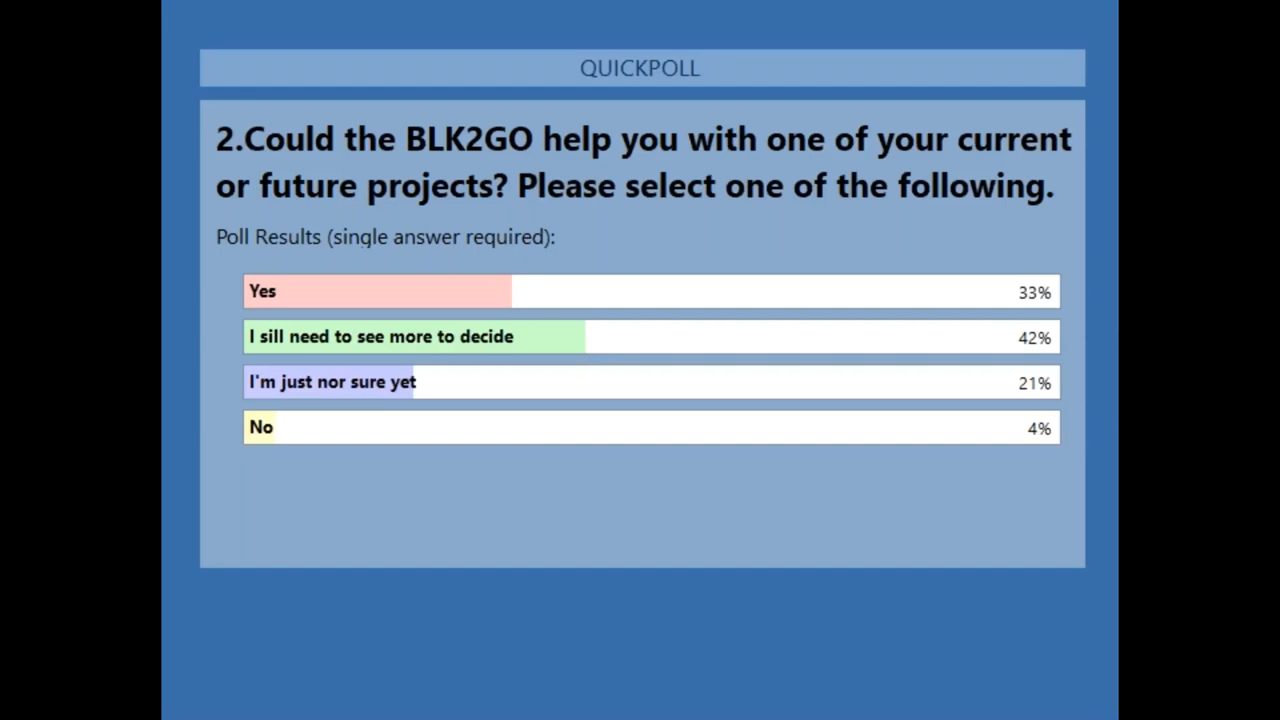 QUICKPOLL
2.Could the BLK2GO help you with one of your current
or future projects? Please select one of the following.
Poll Results (single answer required):
Yes 33%
I sill need to see more to decide 42%
I'm just nor sure yet 21%
No 4%